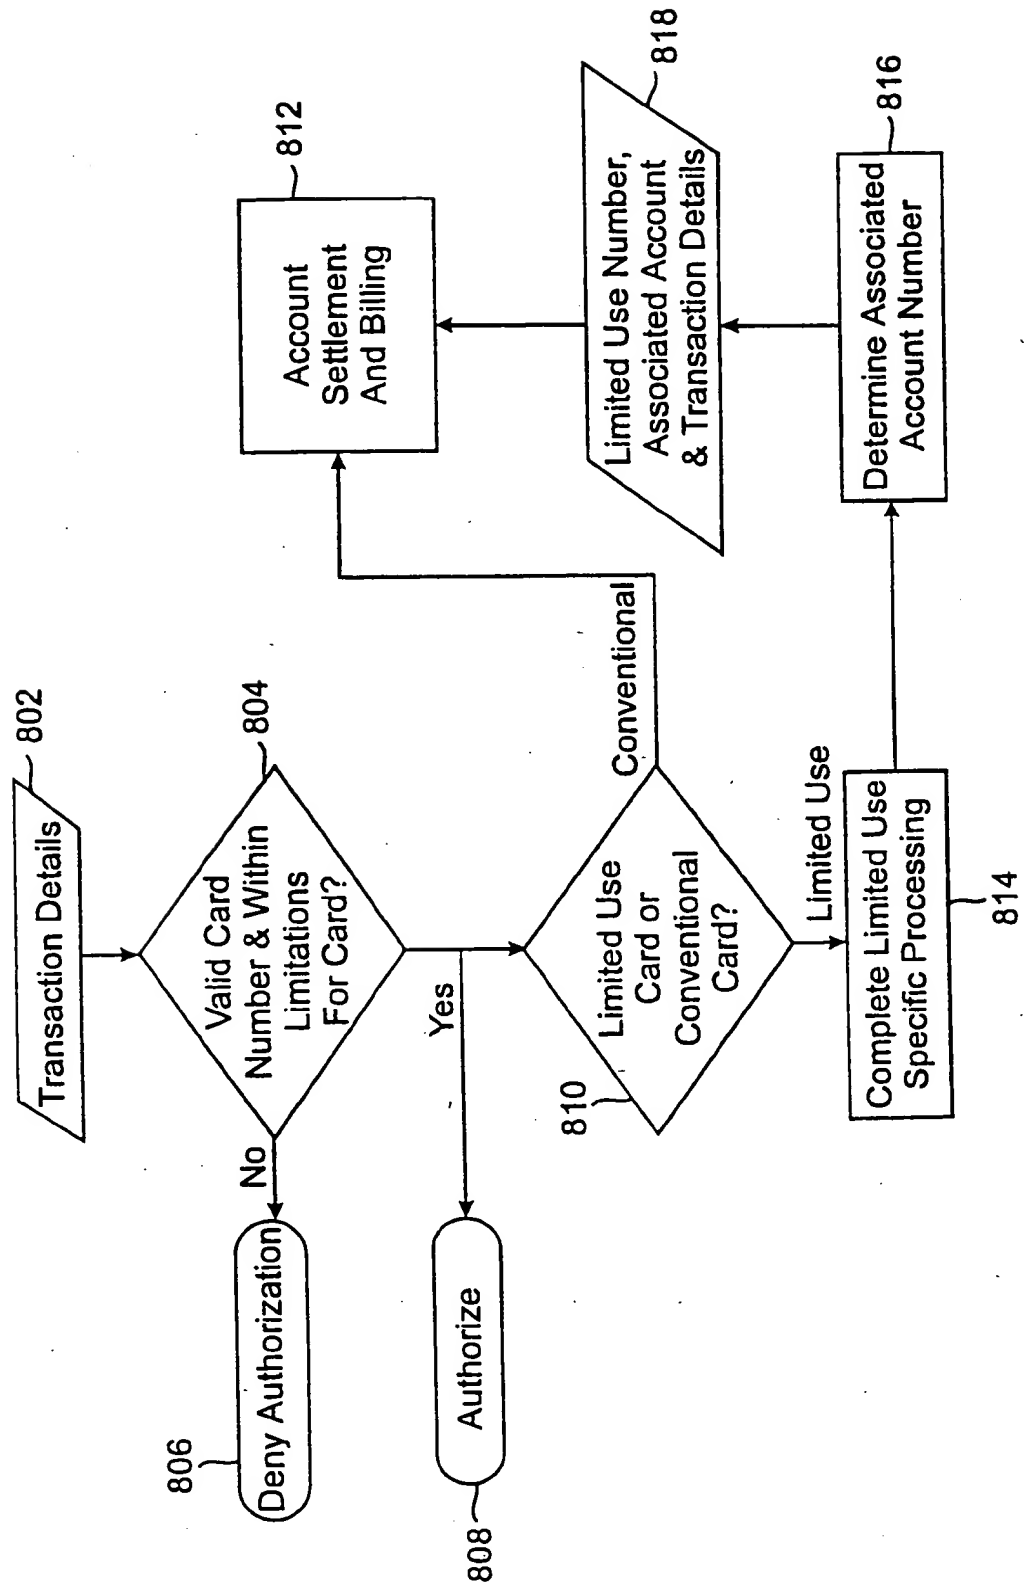 802
Transaction Details
804
Valid Card
Number & Within
Limitations
For Card?
No
806
Deny Authorization
Yes
808
Authorize
810
Limited Use
Card or
Conventional
Card?
Conventional
812
Account
Settlement
And Billing
Limited Use
Complete Limited Use
Specific Processing
814
Determine Associated
Account Number
816
Limited Use Number,
Associated Account
& Transaction Details
818